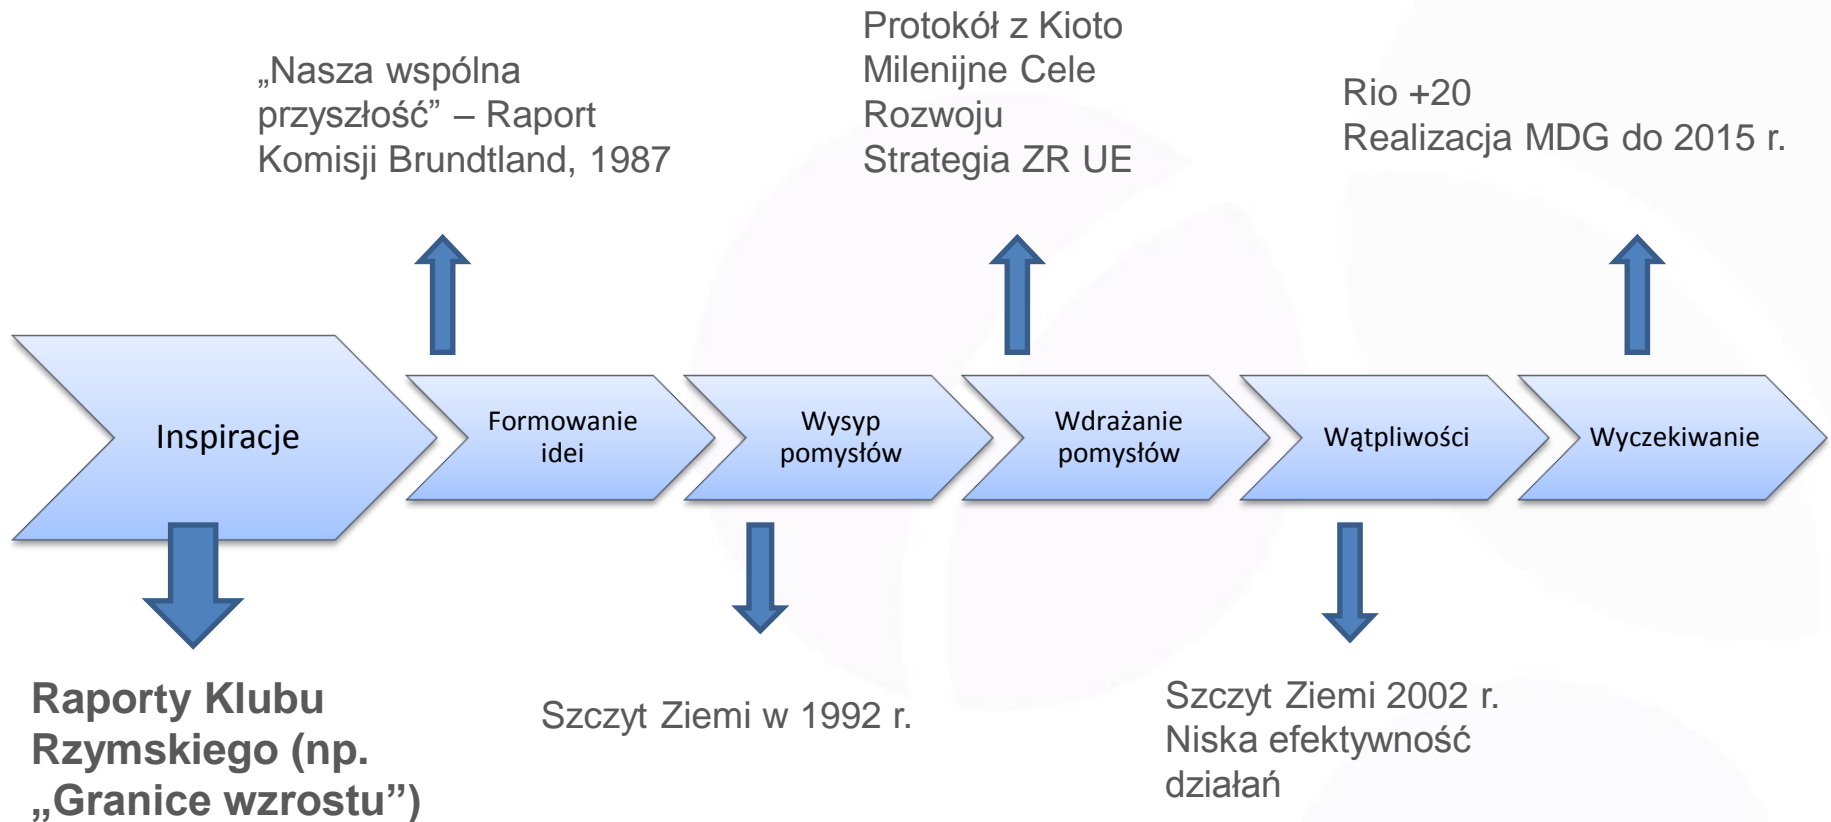 „Nasza wspólna
przyszłość” – Raport
Komisji Brundtland, 1987
Protokół z Kioto
Milenijne Cele
Rozwoju
Strategia ZR UE
Rio +20
Realizacja MDG do 2015 r.
Inspiracje
Formowanie
idei
Wysyp
pomysłów
Wdrażanie
pomysłów
Wątpliwości
Wyczekiwanie
Raporty Klubu
Rzymskiego (np.
„Granice wzrostu”)
Szczyt Ziemi w 1992 r.
Szczyt Ziemi 2002 r.
Niska efektywność
działań